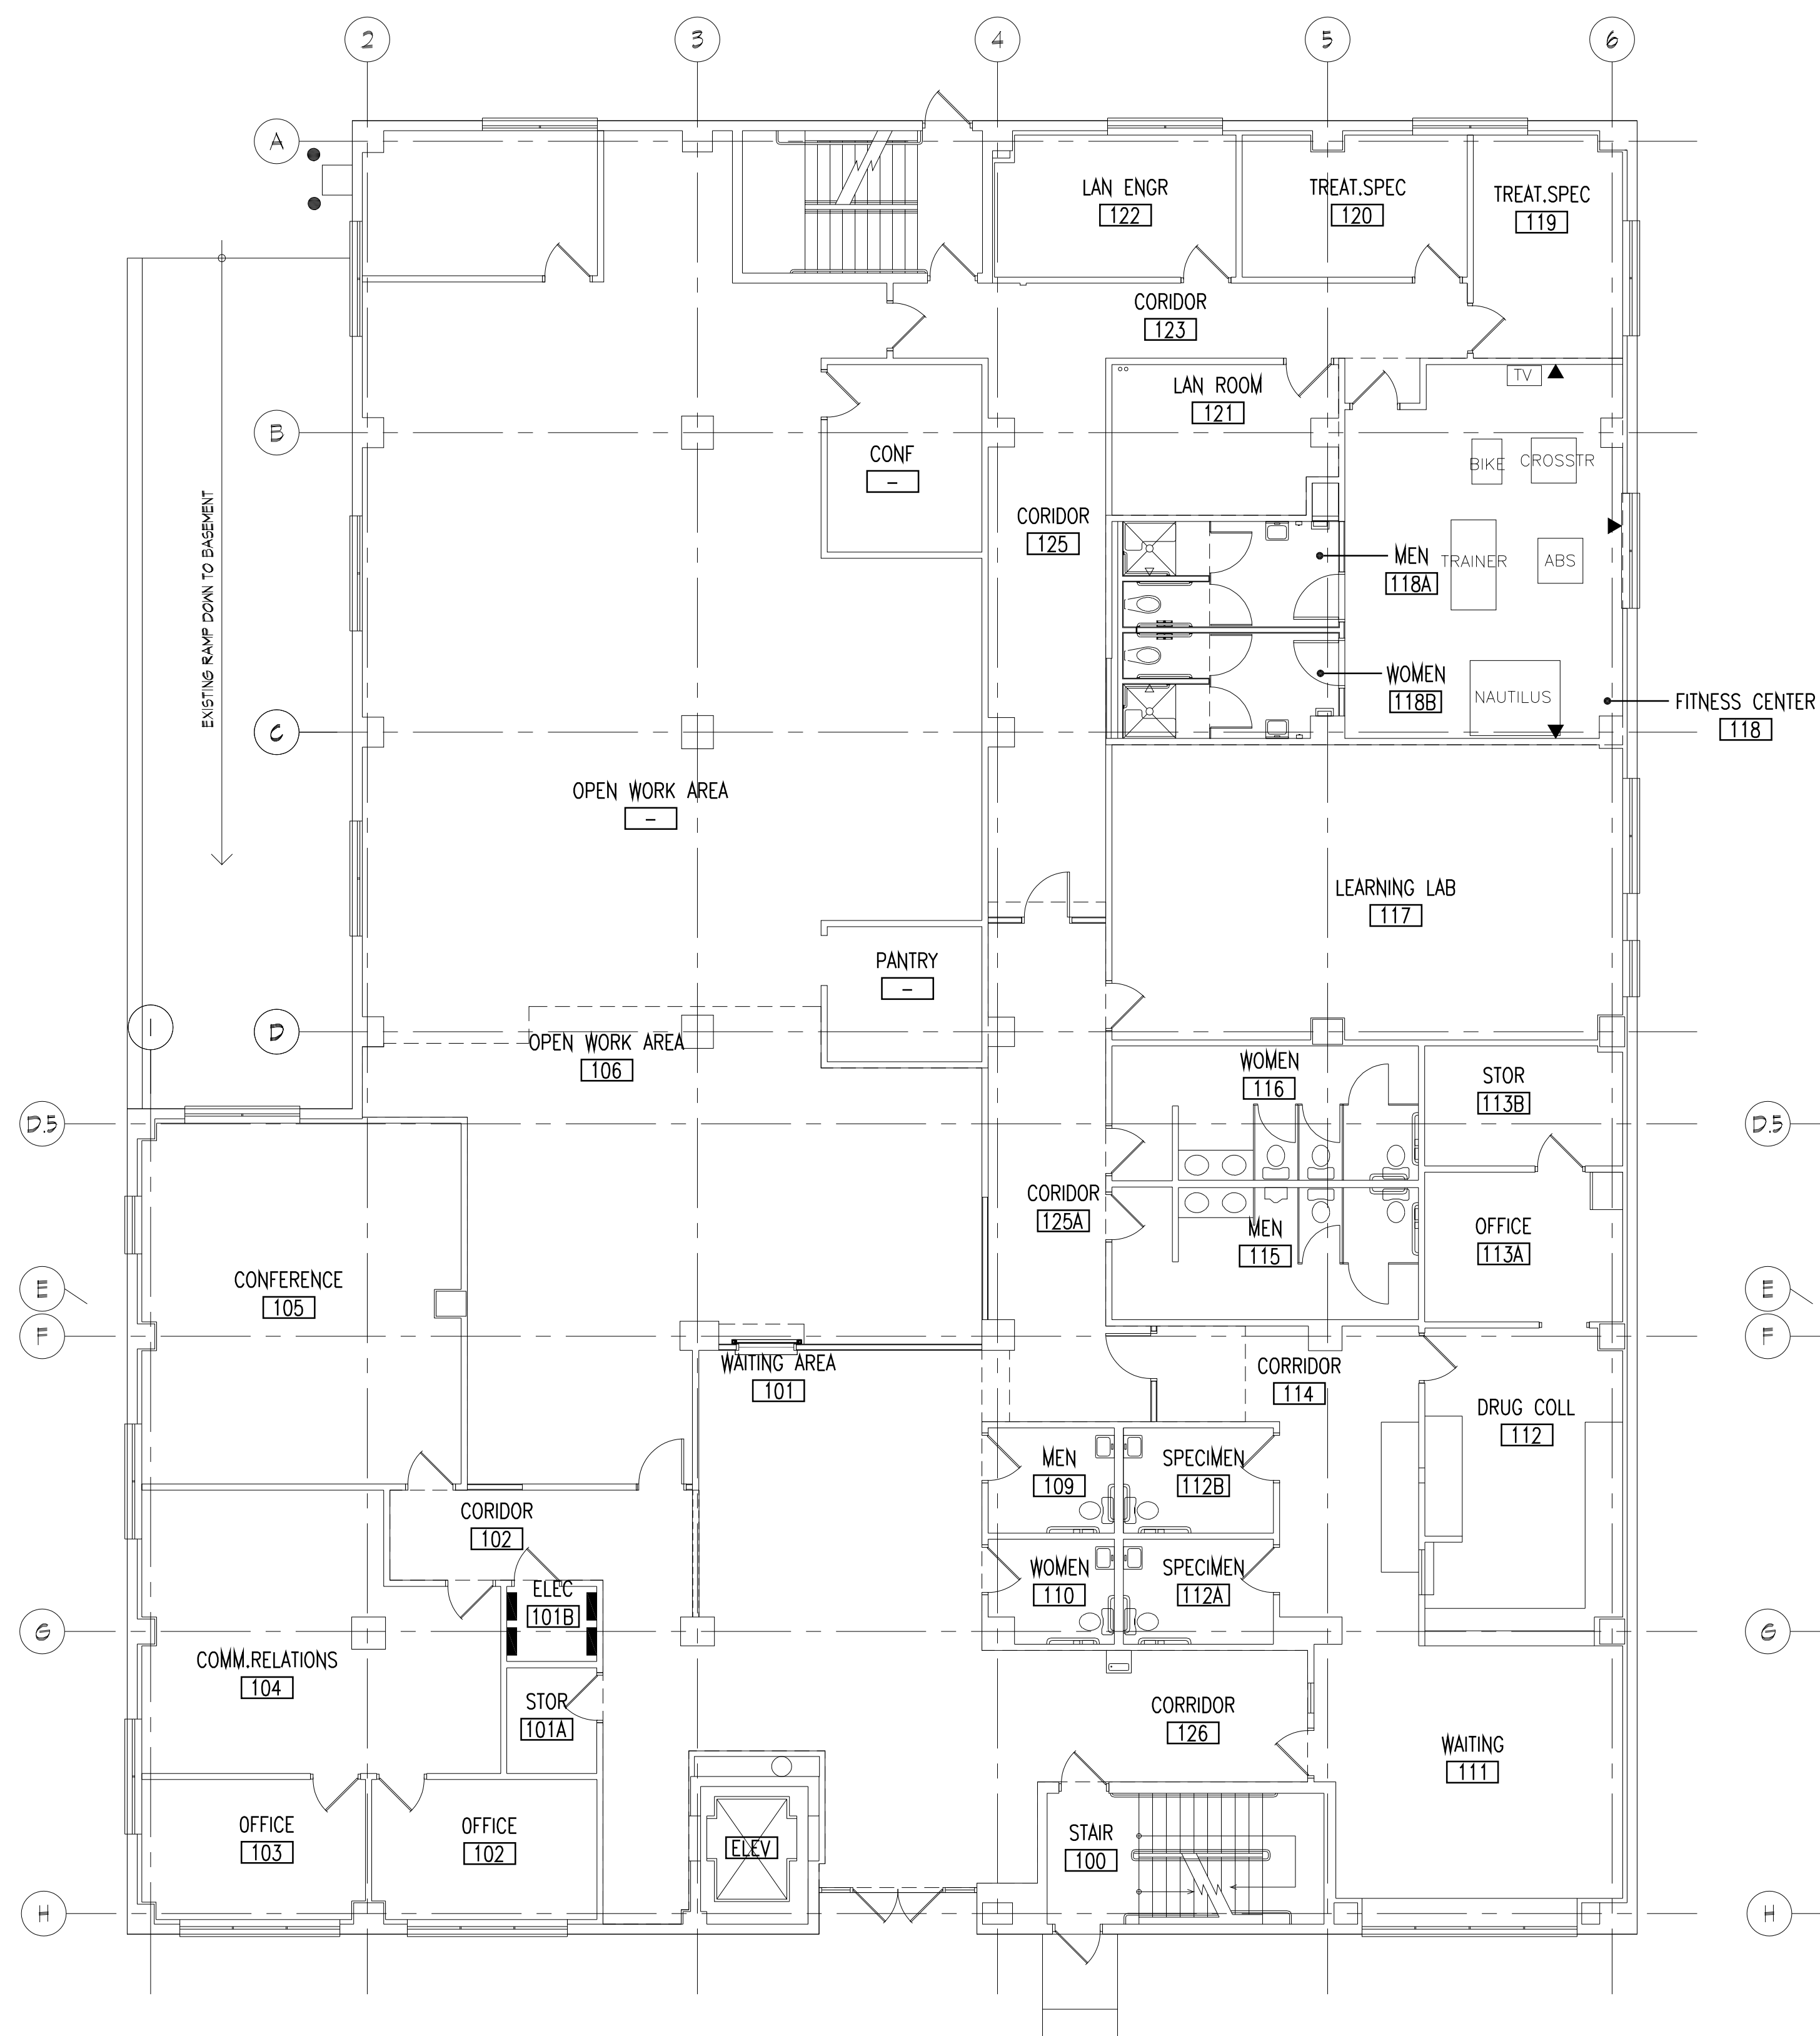 2
3
4
5
6
A
LAN ENGR
122
TREAT.SPEC
120
TREAT.SPEC
119
CORIDOR
123
LAN ROOM
121
TV
B
CONF
-
BIKE
CROSSTR
CORIDOR
125
EXISTING RAMP DOWN TO BASEMENT
MEN
118A
TRAINER
ABS
WOMEN
118B
NAUTILUS
FITNESS CENTER
118
C
OPEN WORK AREA
-
LEARNING LAB
117
PANTRY
-
1
D
OPEN WORK AREA
106
WOMEN
116
STOR
113B
D.5
D.5
CORIDOR
125A
MEN
115
OFFICE
113A
E
CONFERENCE
105
E
F
F
WAITING AREA
101
CORRIDOR
114
DRUG COLL
112
MEN
109
SPECIMEN
112B
CORIDOR
102
WOMEN
110
SPECIMEN
112A
ELEC
101B
G
G
COMM.RELATIONS
104
STOR
101A
CORRIDOR
126
WAITING
111
OFFICE
103
OFFICE
102
ELEV
STAIR
100
H
H